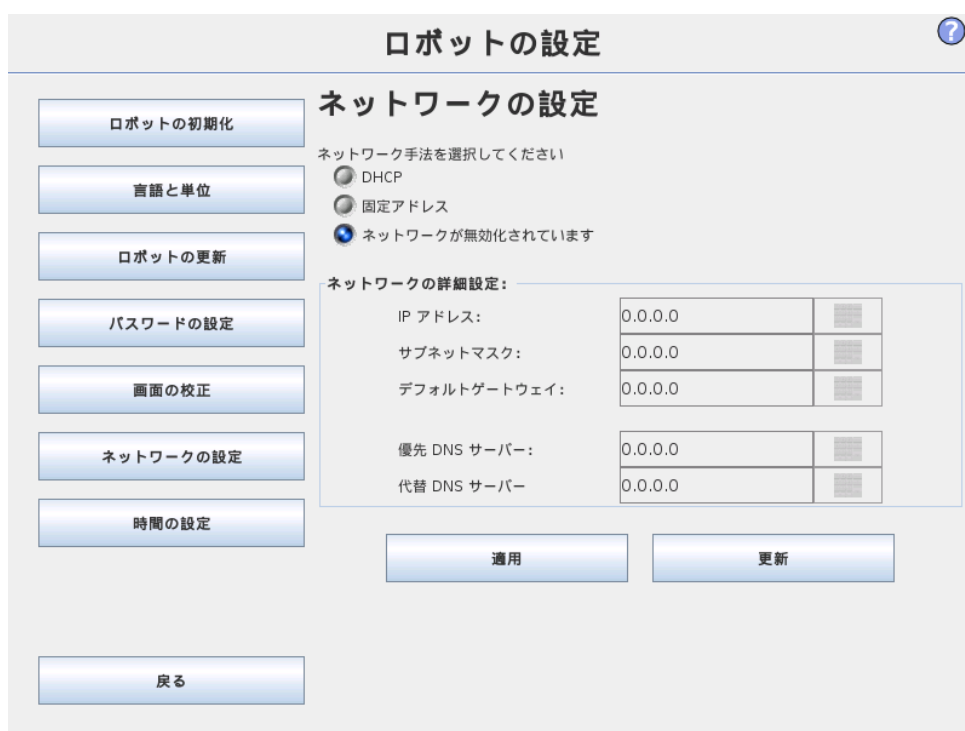 ロボットの設定
?
ロボットの初期化
言語と単位
ロボットの更新
パスワードの設定
画面の校正
ネットワークの設定
時間の設定
戻る
ネットワークの設定
ネットワーク手法を選択してください
DHCP
固定アドレス
ネットワークが無効化されています
ネットワークの詳細設定:
IP アドレス: 0.0.0.0
サブネットマスク: 0.0.0.0
デフォルトゲートウェイ: 0.0.0.0
優先 DNS サーバー: 0.0.0.0
代替 DNS サーバー 0.0.0.0
適用 更新